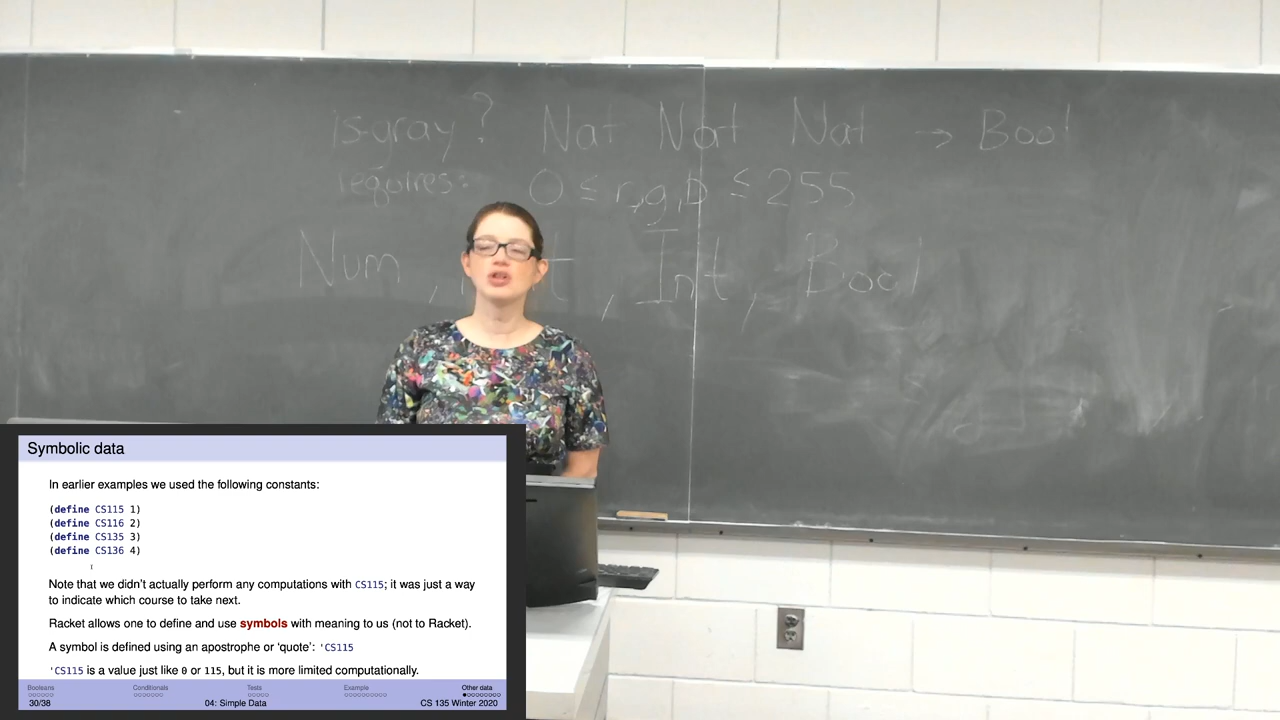 is-gray? Nat Nat Nat → Bool
requires: 0 ≤ r,g,b ≤ 255
Num, , Int, Bool
Symbolic data
In earlier examples we used the following constants:
(define CS115 1)
(define CS116 2)
(define CS135 3)
(define CS136 4)
Note that we didn't actually perform any computations with CS115; it was just a way
to indicate which course to take next.
Racket allows one to define and use symbols with meaning to us (not to Racket).
A symbol is defined using an apostrophe or 'quote': 'CS115
'CS115 is a value just like 0 or 115, but it is more limited computationally.
Booleans Conditionals Tests Example Other data
30/38 04: Simple Data CS 135 Winter 2020